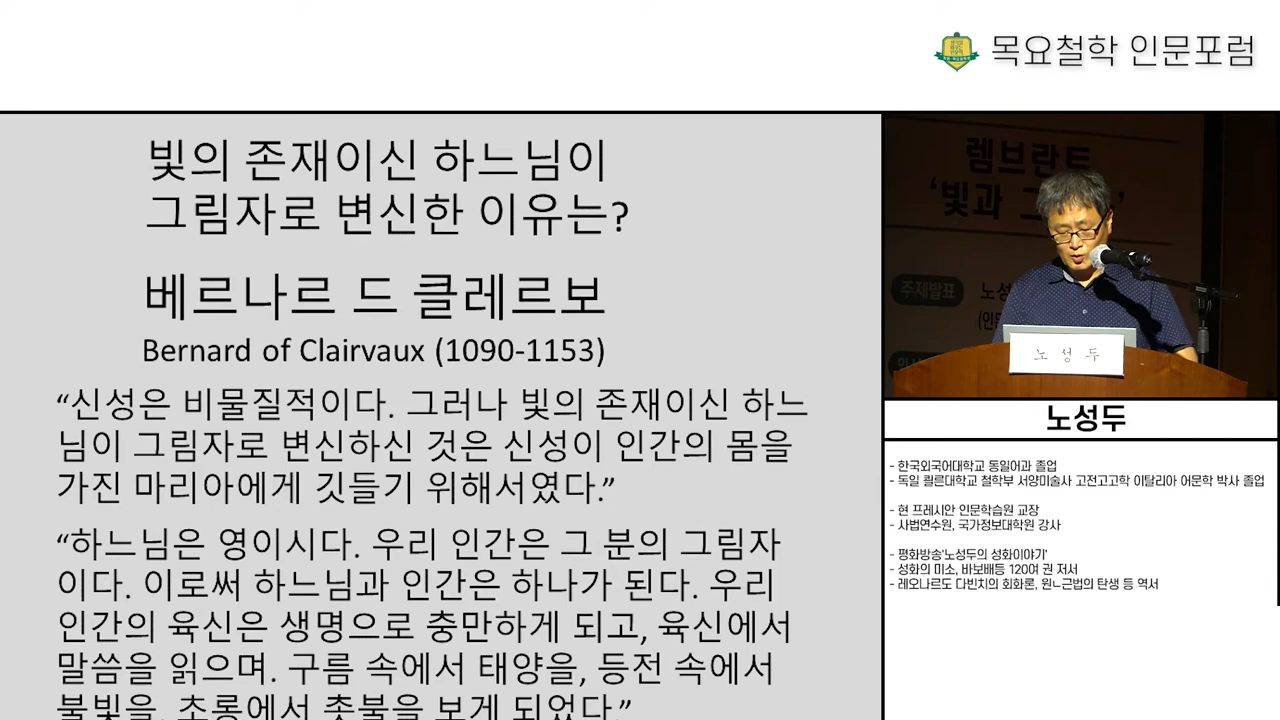 목요철학 인문포럼
빛의 존재이신 하느님이
그림자로 변신한 이유는?
베르나르 드 클레르보
Bernard of Clairvaux (1090-1153)
“신성은 비물질적이다. 그러나 빛의 존재이신 하느
님이 그림자로 변신하신 것은 신성이 인간의 몸을
가진 마리아에게 깃들기 위해서였다.”
“하느님은 영이시다. 우리 인간은 그 분의 그림자
이다. 이로써 하느님과 인간은 하나가 된다. 우리
인간의 육신은 생명으로 충만하게 되고, 육신에서
말씀을 읽으며. 구름 속에서 태양을, 등전 속에서
불빛을, 초롱에서 촛불을 보게 되었다.”
렘브란트
‘빛과 그
주제발표
노성두
노성두
- 한국외국어대학교 동일어과 졸업
- 독일 쾰른대학교 철학부 서양미술사 고전고고학 이탈리아 어문학 박사 졸업
- 현 프레시안 인문학습원 교장
- 사법연수원, 국가정보대학원 강사
- 평화방송'노성두의 성화이야기'
- 성화의 미소, 바보배등 120여 권 저서
- 레오나르도 다빈치의 회화론, 원ㄴ근법의 탄생 등 역서